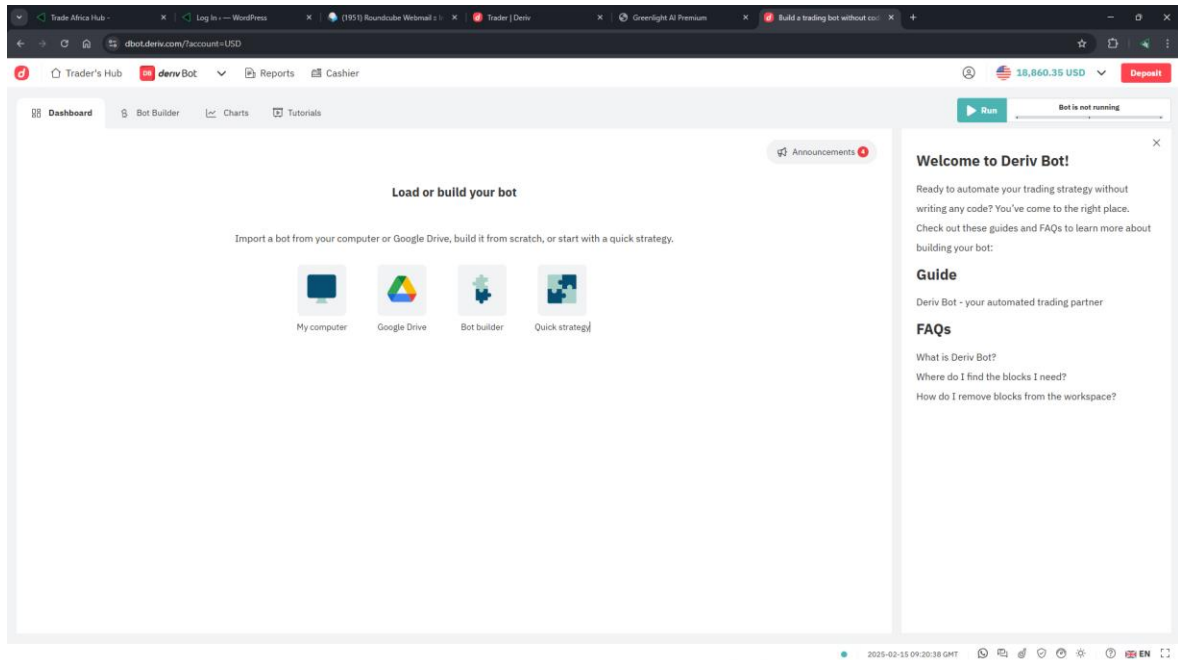 Trade Africa Hub -
Log In ‹ — WordPress
(1951) Roundcube Webmail :: In
Trader | Deriv
Greenlight AI Premium
Build a trading bot without cod
dbot.deriv.com/?account=USD
Trader's Hub
DB deriv Bot
Reports
Cashier
18,860.35 USD
Deposit
Dashboard
Bot Builder
Charts
Tutorials
Run
Bot is not running
Announcements 4
Load or build your bot
Import a bot from your computer or Google Drive, build it from scratch, or start with a quick strategy.
My computer
Google Drive
Bot builder
Quick strategy
Welcome to Deriv Bot!
Ready to automate your trading strategy without
writing any code? You've come to the right place.
Check out these guides and FAQs to learn more about
building your bot:
Guide
Deriv Bot - your automated trading partner
FAQs
What is Deriv Bot?
Where do I find the blocks I need?
How do I remove blocks from the workspace?
2025-02-15 09:20:38 GMT
EN